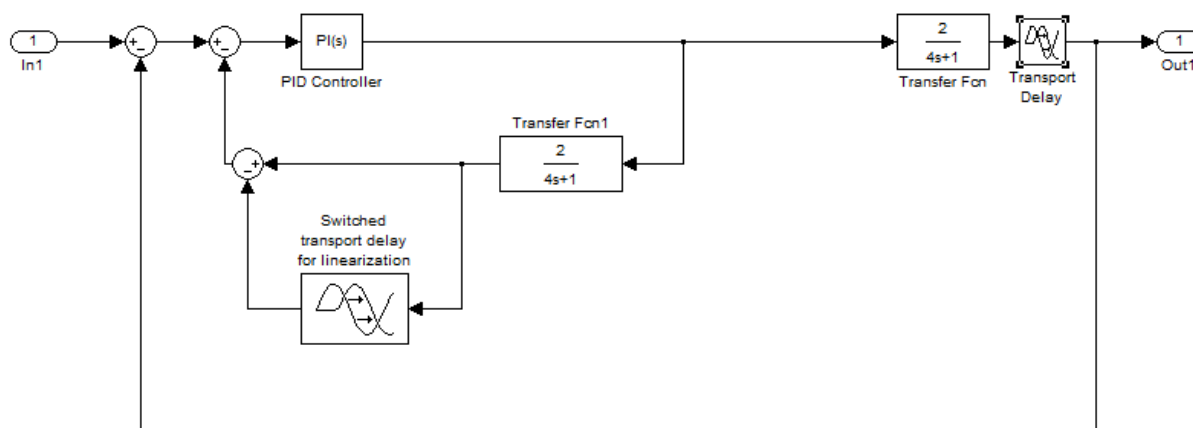 1
In1
+
−
+
−
PI(s)
PID Controller
2
4s+1
Transfer Fcn
Transport
Delay
1
Out1
Transfer Fcn1
2
4s+1
+
−
Switched
transport delay
for linearization